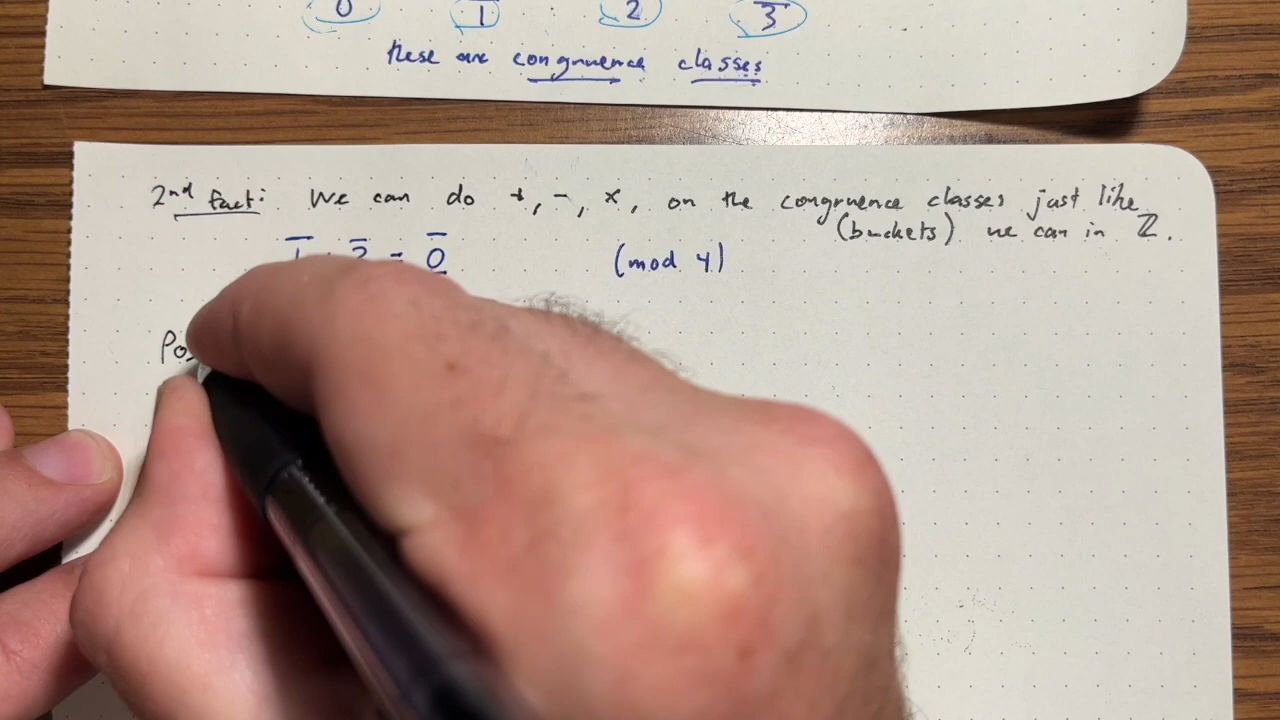 0 1 2 3
these are congruence classes
2nd fact: We can do +, -, ×, on the congruence classes just like
(buckets) we can in ℤ.
= 0̅ (mod 4)